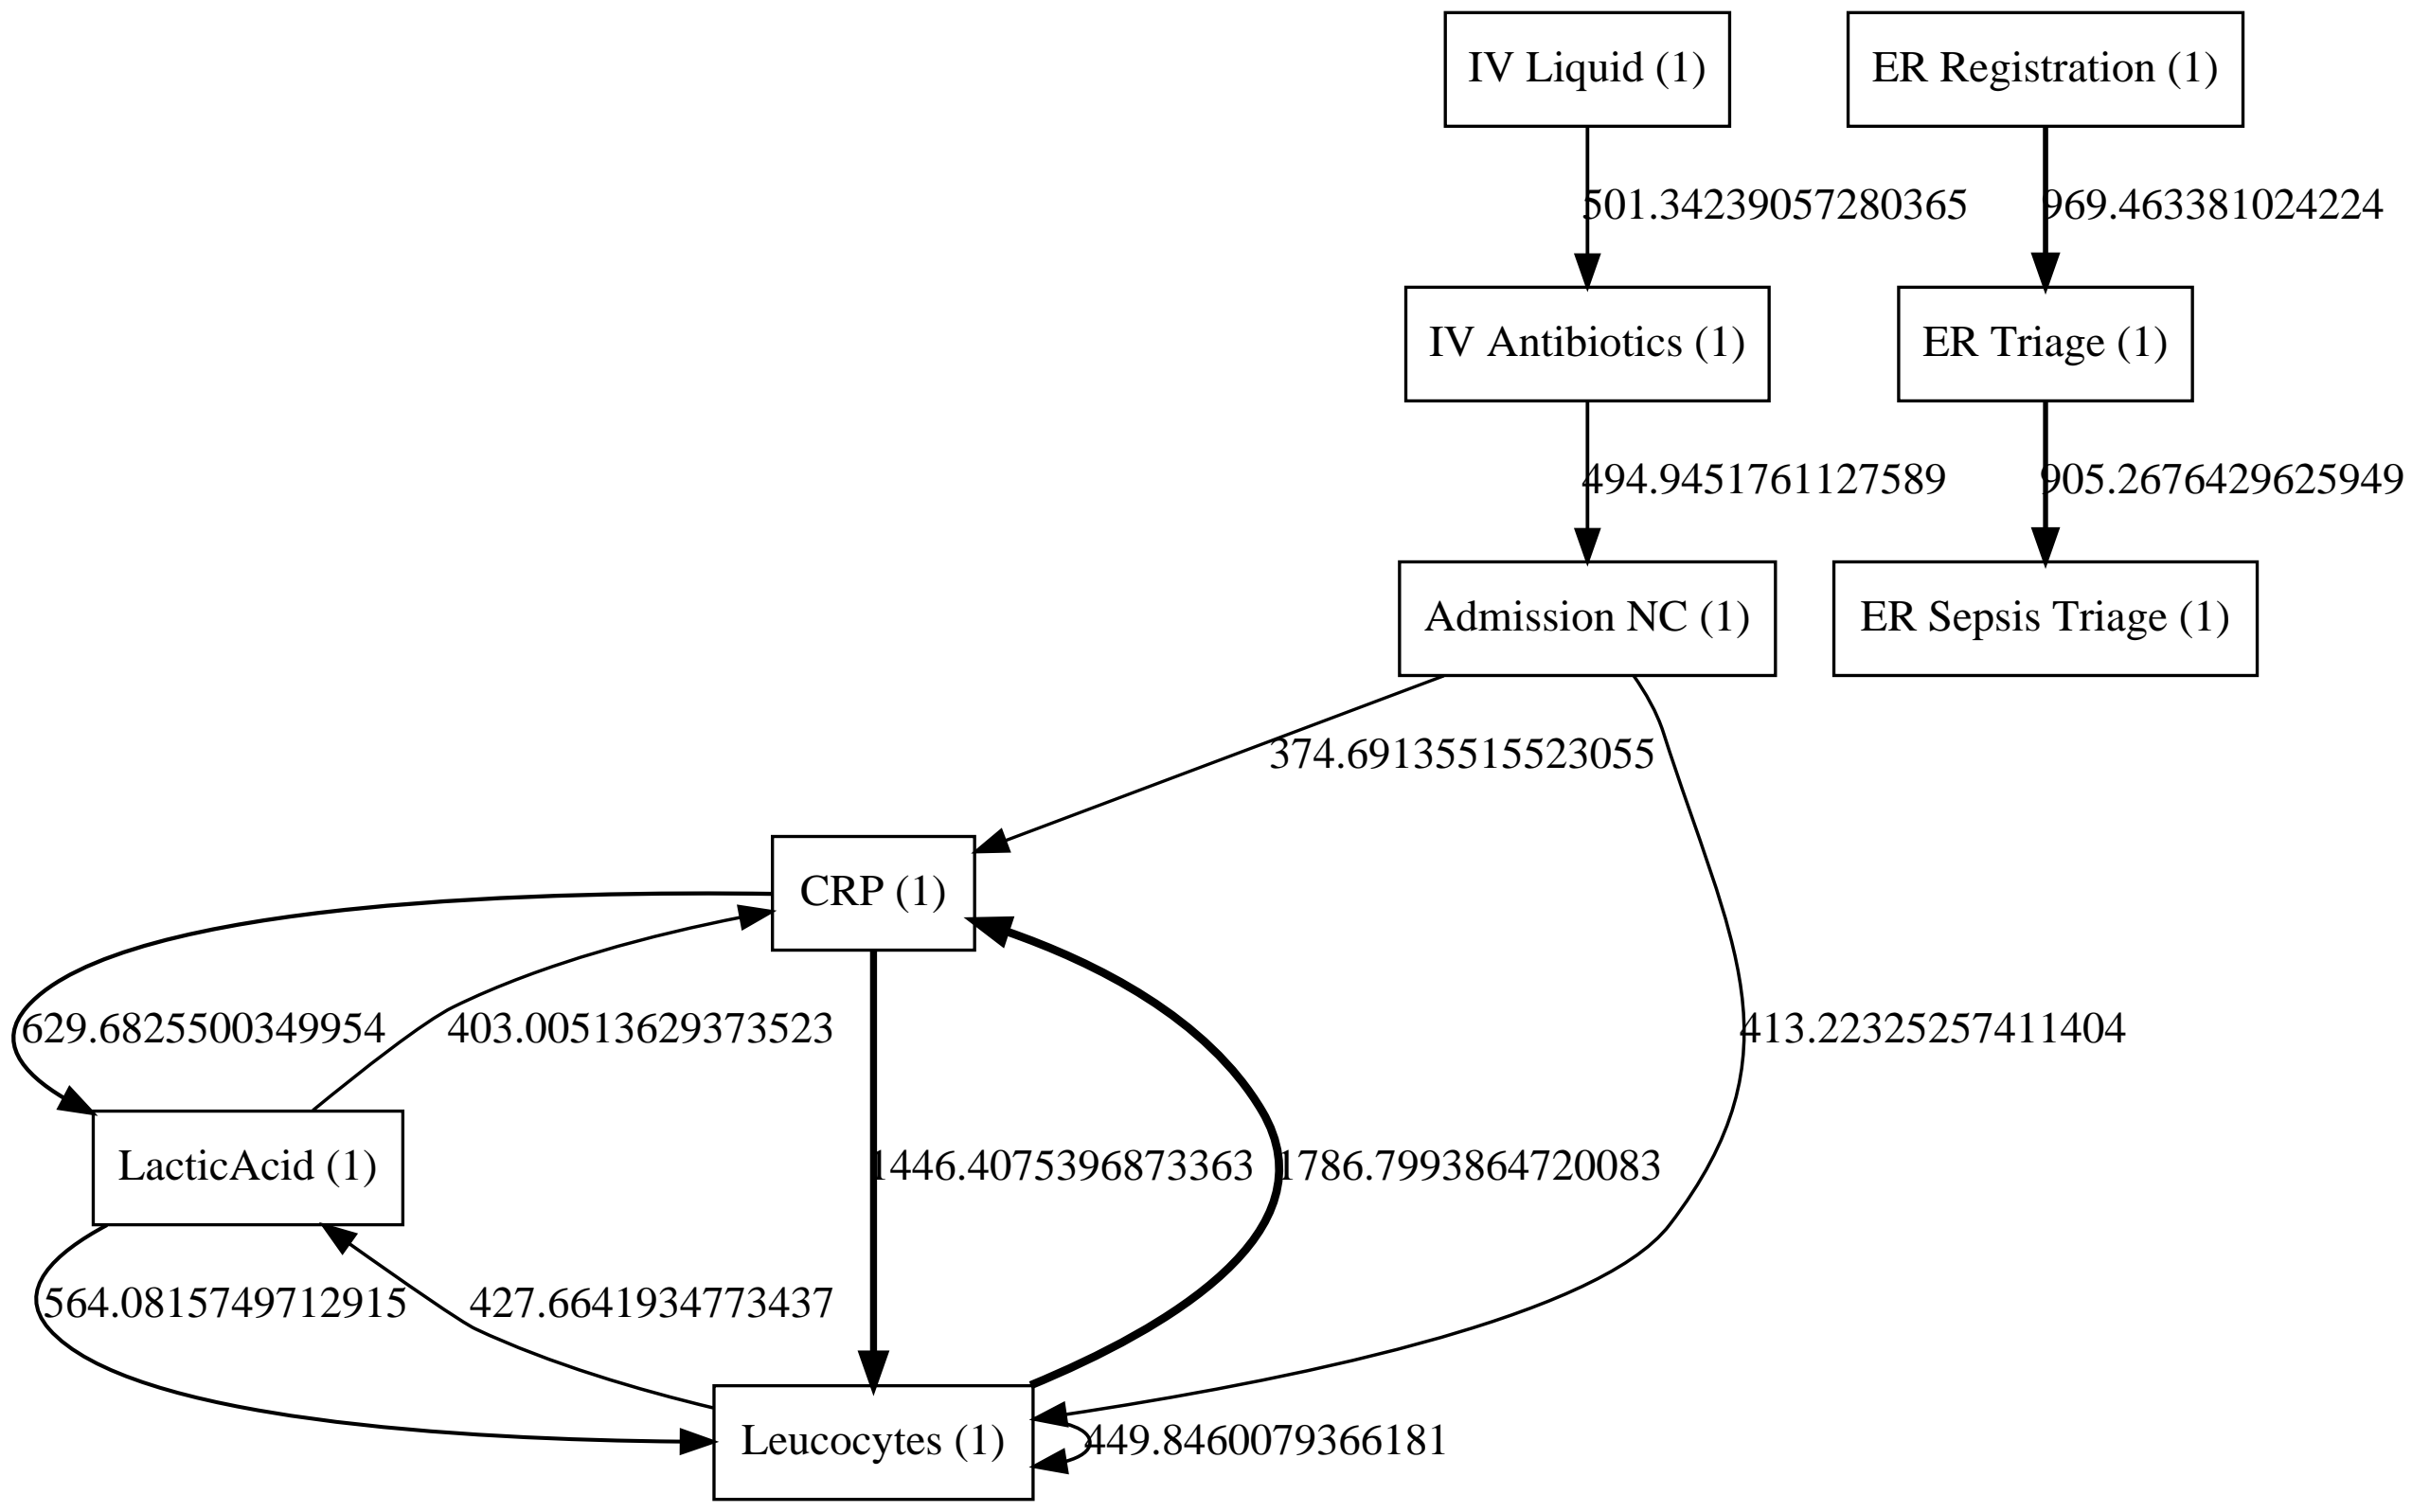 IV Liquid (1)
ER Registration (1)
501.34239057280365
969.463381024224
IV Antibiotics (1)
ER Triage (1)
494.9451761127589
905.2676429625949
Admission NC (1)
ER Sepsis Triage (1)
374.69135515523055
CRP (1)
629.6825500349954
403.00513629373523
413.22325257411404
LacticAcid (1)
1446.4075396873363
1786.7993864720083
564.0815749712915
427.6641934773437
Leucocytes (1)
449.8460079366181